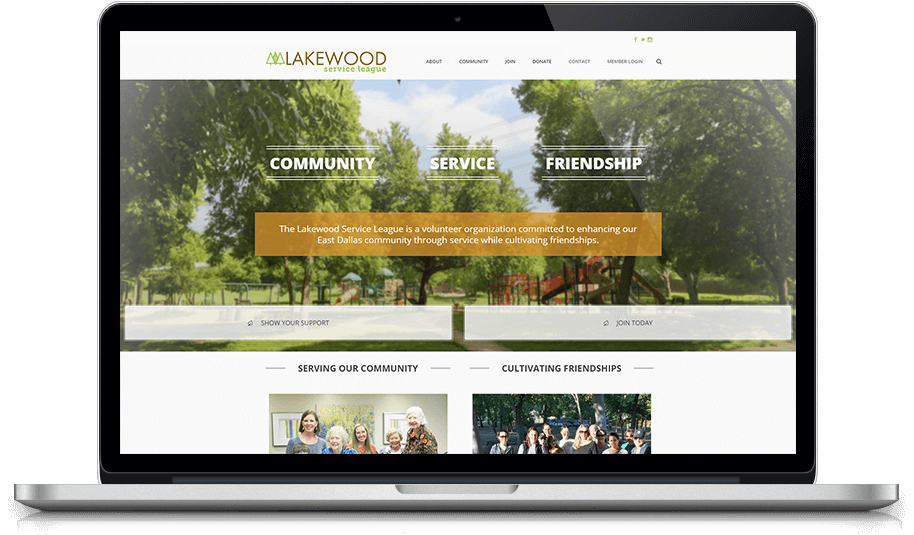 LAKEWOOD
service league
ABOUT COMMUNITY JOIN DONATE CONTACT MEMBER LOGIN
COMMUNITY SERVICE FRIENDSHIP
The Lakewood Service League is a volunteer organization committed to enhancing our
East Dallas community through service while cultivating friendships.
SHOW YOUR SUPPORT JOIN TODAY
SERVING OUR COMMUNITY CULTIVATING FRIENDSHIPS